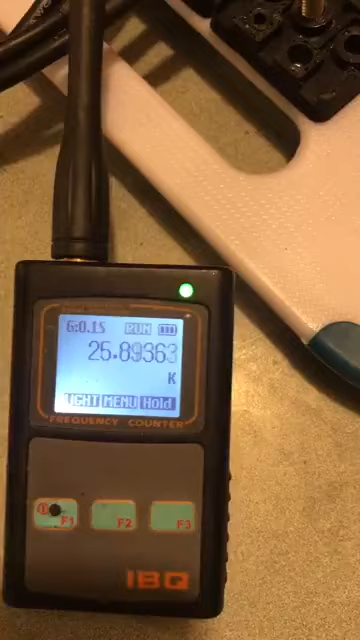 G:0.1S RUN
25.89363
K
LIGHT MENU Hold
FREQUENCY COUNTER
F1 F2 F3
IBQ